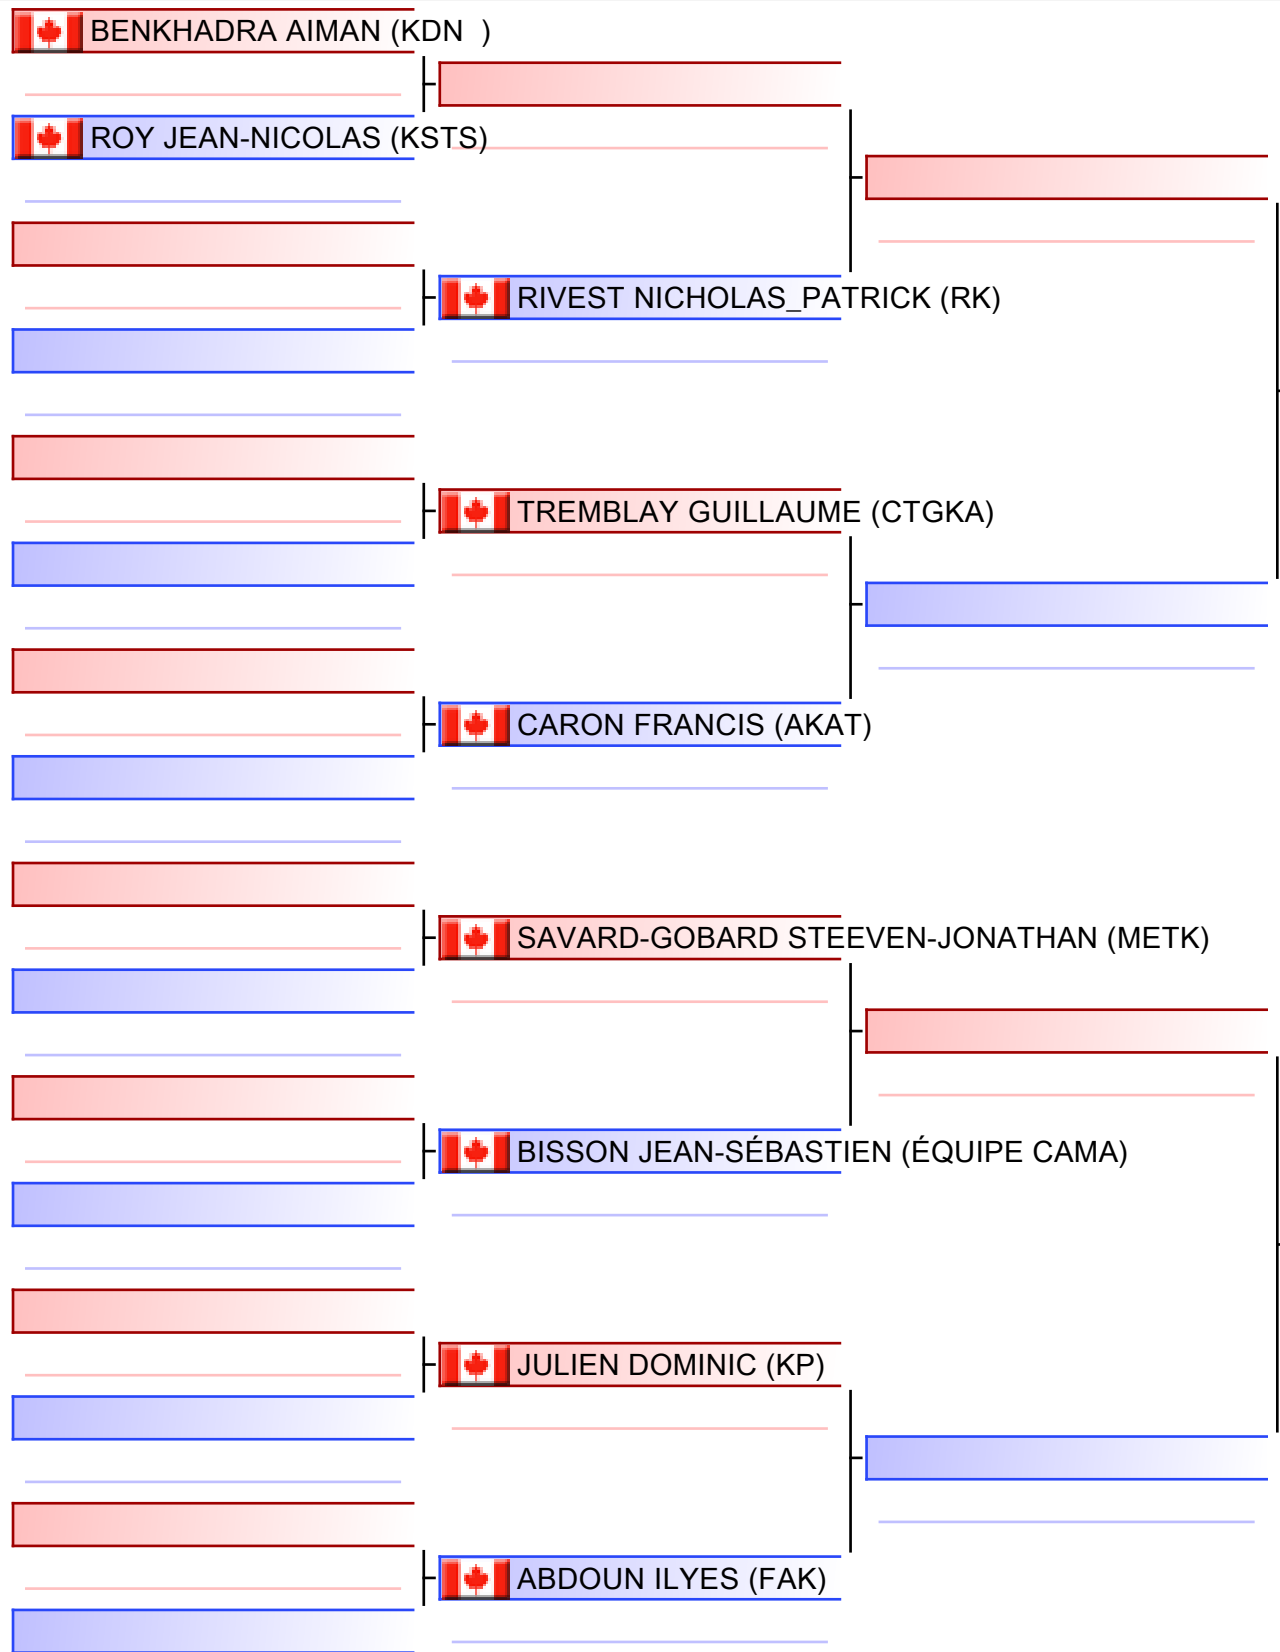 BENKHADRA AIMAN (KDN  )
ROY JEAN-NICOLAS (KSTS)
RIVEST NICHOLAS_PATRICK (RK)
TREMBLAY GUILLAUME (CTGKA)
CARON FRANCIS (AKAT)
SAVARD-GOBARD STEEVEN-JONATHAN (METK)
BISSON JEAN-SÉBASTIEN (ÉQUIPE CAMA)
JULIEN DOMINIC (KP)
ABDOUN ILYES (FAK)